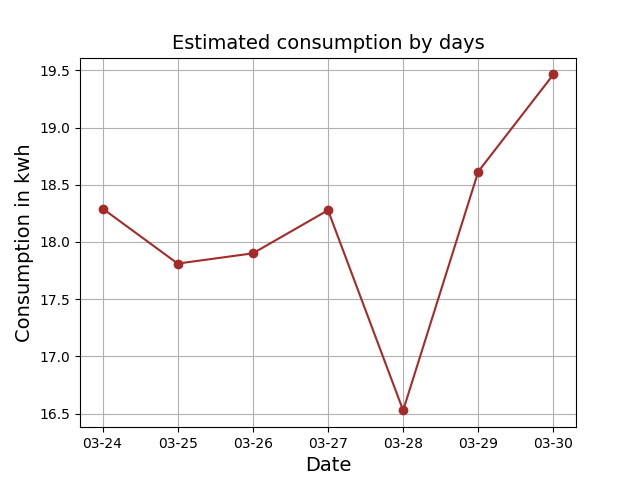 Estimated consumption by days
19.5
19.0
18.5
18.0
17.5
17.0
16.5
Consumption in kwh
03-24 03-25 03-26 03-27 03-28 03-29 03-30
Date